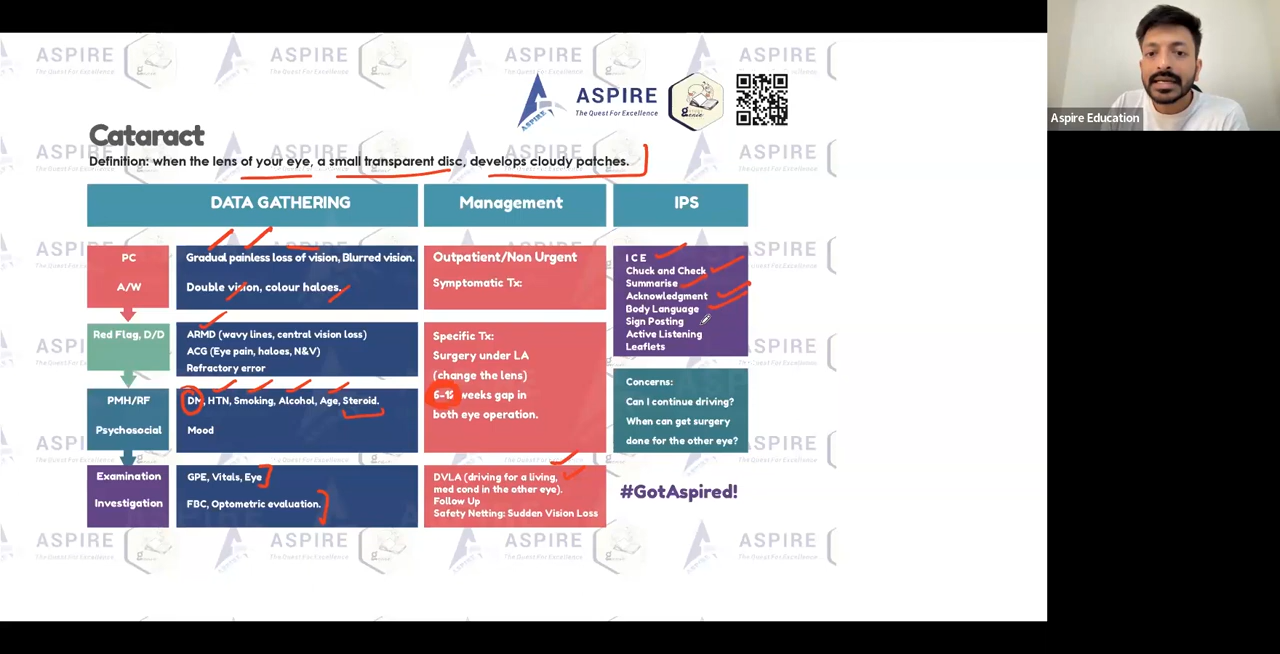 ASPIRE
The Quest For Excellence
Aspire Education
Cataract
Definition: when the lens of your eye, a small transparent disc, develops cloudy patches.
DATA GATHERING
Management
IPS
PC
A/W
Gradual painless loss of vision, Blurred vision.
Double vision, colour haloes.
Outpatient/Non Urgent
Symptomatic Tx:
I C E
Chuck and Check
Summarise
Acknowledgment
Body Language
Sign Posting
Active Listening
Leaflets
Red Flag, D/D
ARMD (wavy lines, central vision loss)
ACG (Eye pain, haloes, N&V)
Refractory error
Specific Tx:
Surgery under LA
(change the lens)
weeks gap in
both eye operation.
PMH/RF
Psychosocial
DM, HTN, Smoking, Alcohol, Age, Steroid.
Mood
Concerns:
Can I continue driving?
When can get surgery
done for the other eye?
Examination
Investigation
GPE, Vitals, Eye
FBC, Optometric evaluation.
DVLA (driving for a living,
med cond in the other eye).
Follow Up
Safety Netting: Sudden Vision Loss
#GotAspired!